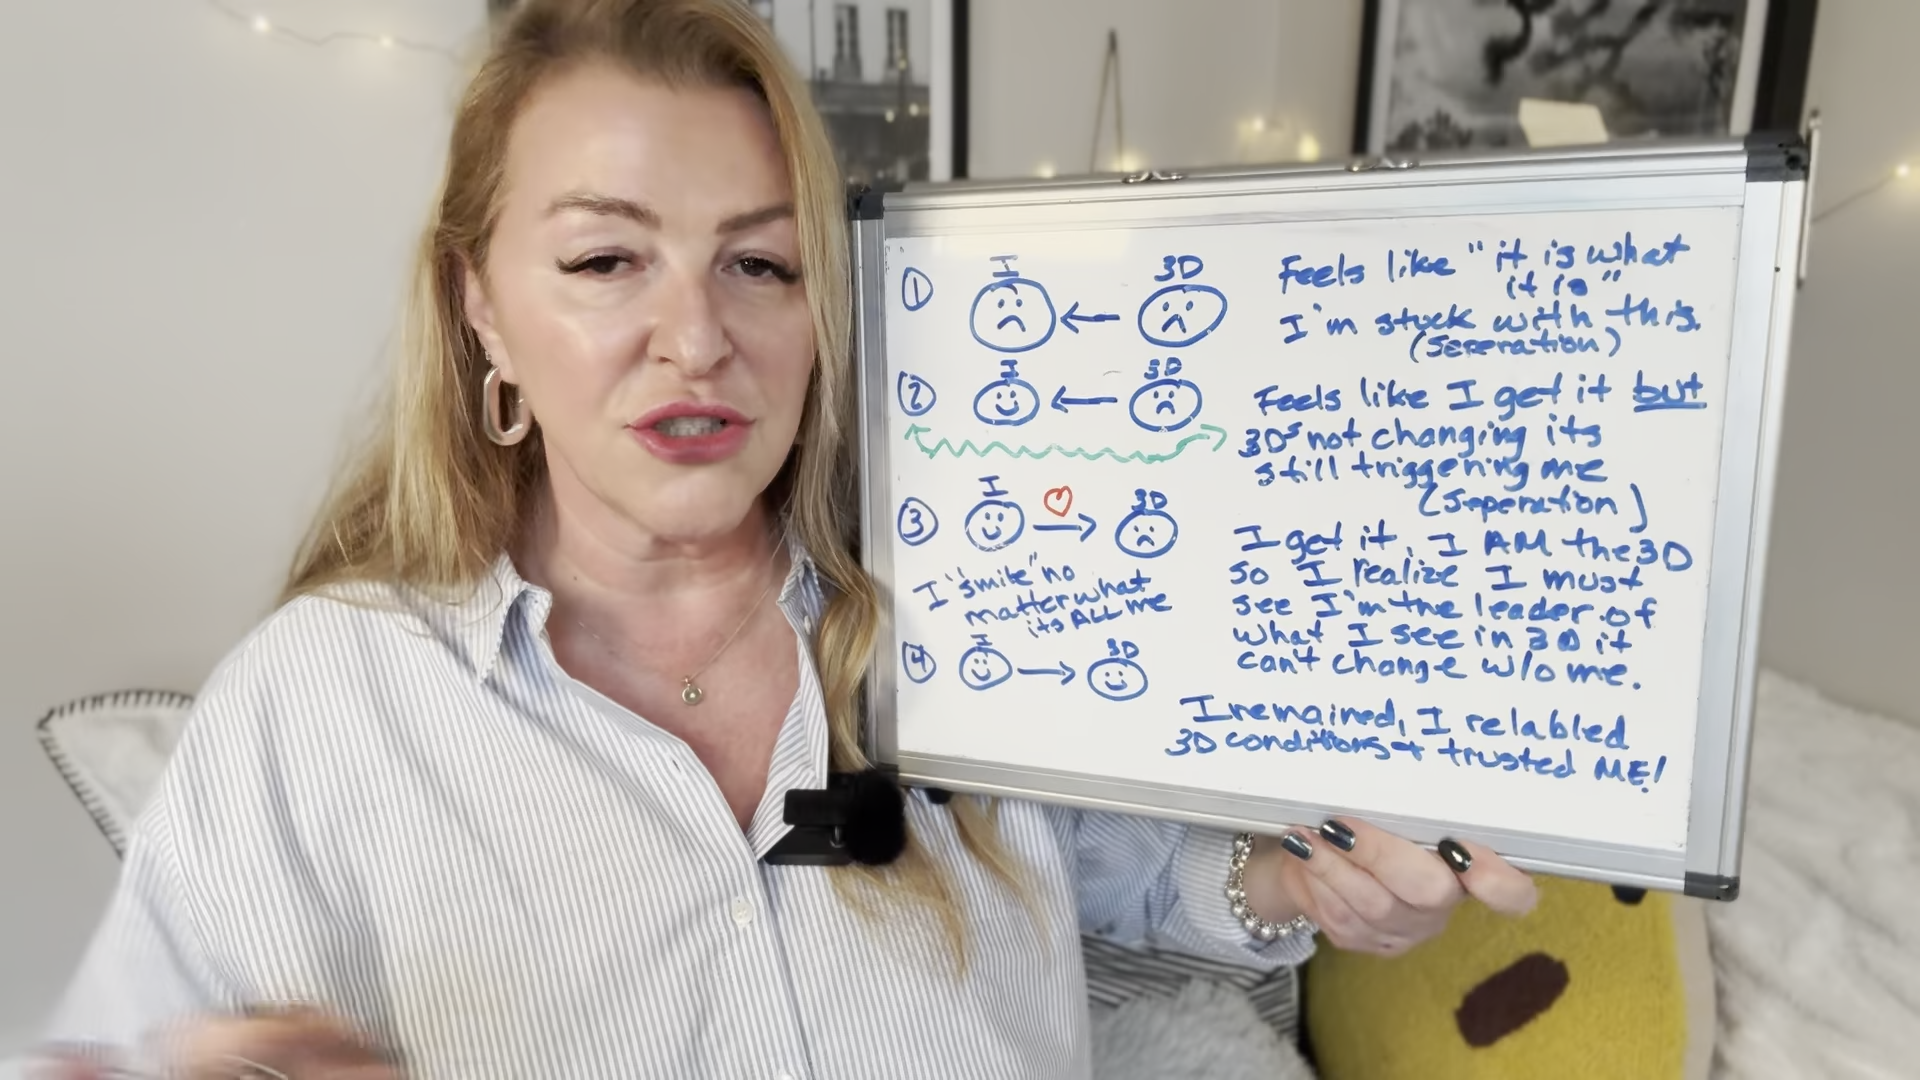 ① I ← 3D
Feels like "it is what
it is"
I'm stuck with this.
(Seperation)
② I ← 3D
Feels like I get it but
3D's not changing its
still triggering me
(Seperation)
③ I → 3D
I "smile" no
matter what
its ALL me
I get it, I AM the 3D
so I realize I must
see I'm the leader of
what I see in 3D it
can't change w/o me.
④ I → 3D
I remained, I relabled
3D conditions + trusted ME!